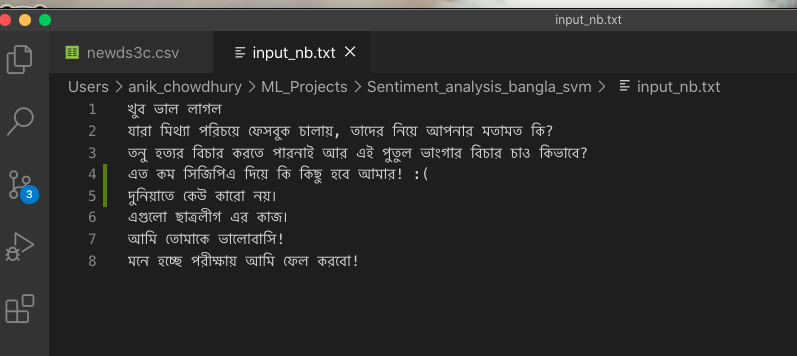 input_nb.txt
newds3c.csv input_nb.txt
Users > anik_chowdhury > ML_Projects > Sentiment_analysis_bangla_svm > input_nb.txt
1 খুব ভাল লাগল
2 যারা মিথ্যা পরিচয়ে ফেসবুক চালায়, তাদের নিয়ে আপনার মতামত কি?
3 তনু হত্যর বিচার করতে পারনাই আর এই পুতুল ভাংগার বিচার চাও কিভাবে?
4 এত কম সিজিপিএ দিয়ে কি কিছু হবে আমার! :(
5 দুনিয়াতে কেউ কারো নয়।
3
6 এগুলো ছাত্রলীগ এর কাজ।
7 আমি তোমাকে ভালোবাসি!
8 মনে হচ্ছে পরীক্ষায় আমি ফেল করবো!